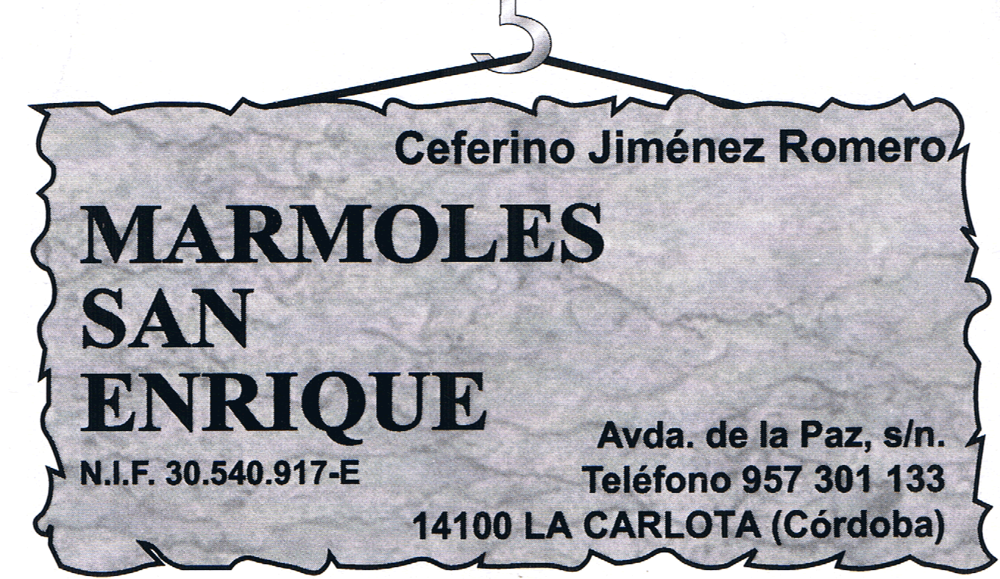 Ceferino Jiménez Romero
MARMOLES
SAN
ENRIQUE
N.I.F. 30.540.917-E
Avda. de la Paz, s/n.
Teléfono 957 301 133
14100 LA CARLOTA (Córdoba)